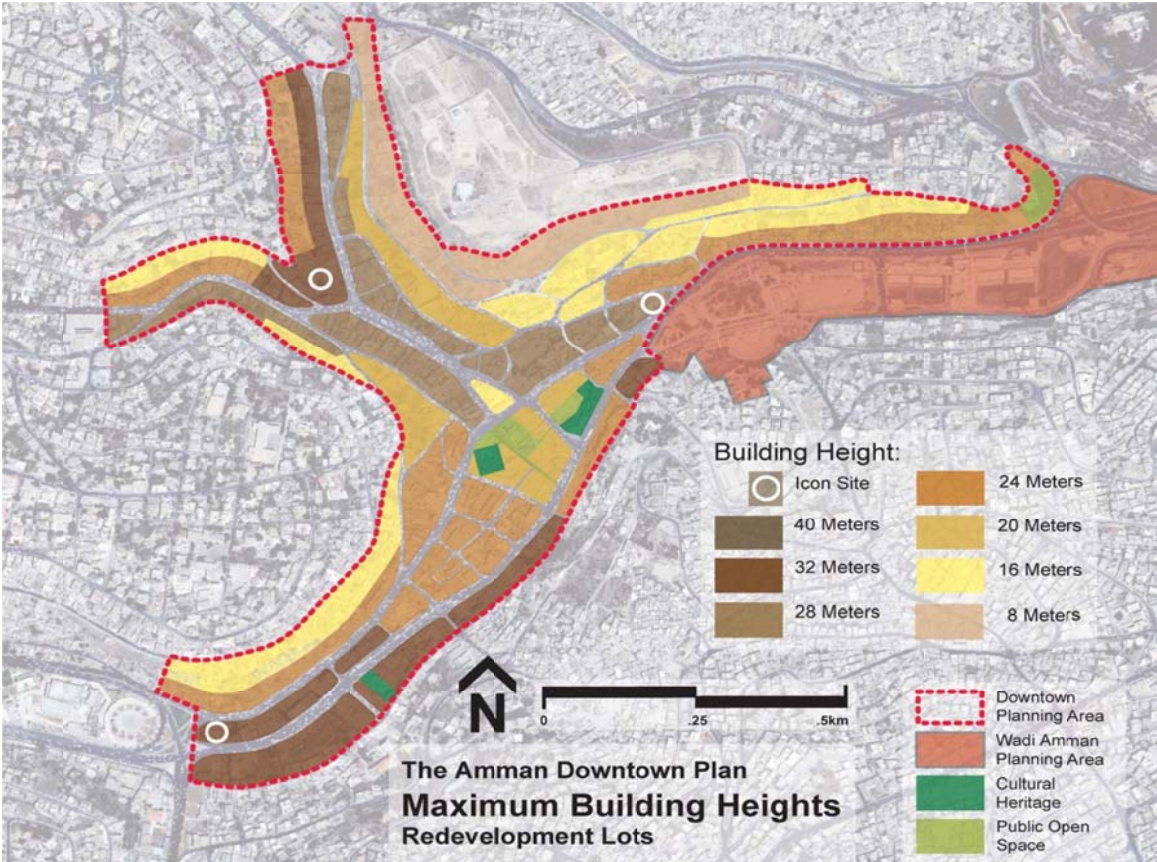 Building Height:
Icon Site
40 Meters
32 Meters
28 Meters
24 Meters
20 Meters
16 Meters
8 Meters
N
0 .25 .5km
The Amman Downtown Plan
Maximum Building Heights
Redevelopment Lots
Downtown
Planning Area
Wadi Amman
Planning Area
Cultural
Heritage
Public Open
Space